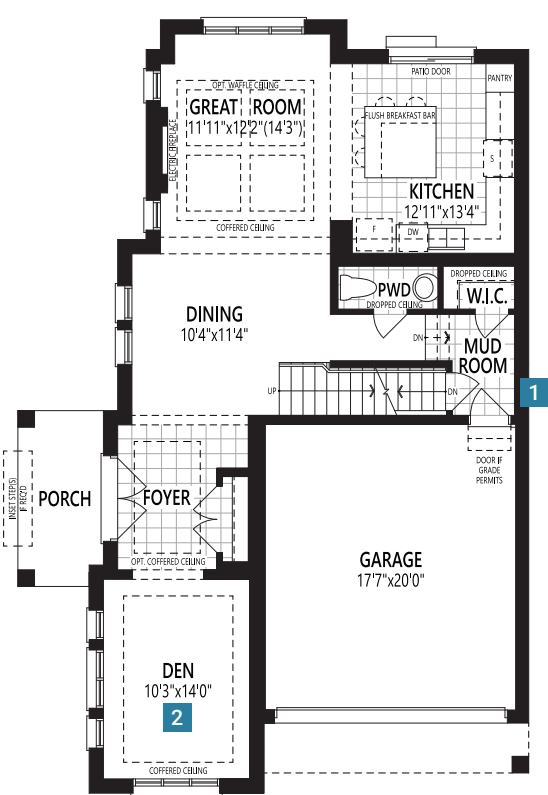 PATIO DOOR
PANTRY
OPT. WAFFLE CEILING
GREAT ROOM
11'11"x12'2"(14'3")
FLUSH BREAKFAST BAR
ELECTRIC FIREPLACE
S
KITCHEN
12'11"x13'4"
COFFERED CEILING
F
DW
DROPPED CEILING
PWD
DROPPED CEILING
W.I.C.
DINING
10'4"x11'4"
DN
MUD
ROOM
UP
DN
1
DOOR IF
GRADE
PERMITS
INSET STEP(S)
IF REQ'D
PORCH
FOYER
OPT. COFFERED CEILING
GARAGE
17'7"x20'0"
DEN
10'3"x14'0"
2
COFFERED CEILING